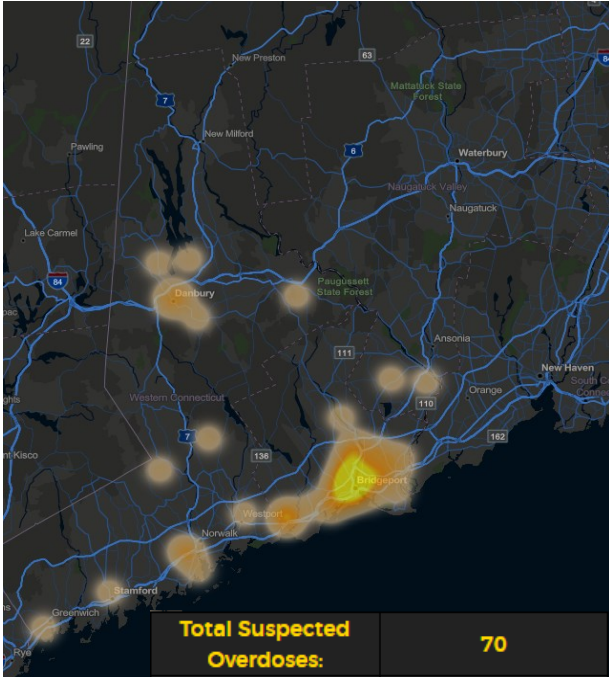 22
New Preston
63
84
Mattatuck State
Forest
7
New Milford
Pawling
6
Waterbury
Naugatuck Valley
Naugatuck
Lake Carmel
84
Danbury
Paugussett
State Forest
111
Ansonia
New Haven
Western Connecticut
110
Orange
7
136
162
Bridgeport
Westport
Norwalk
Stamford
Greenwich
Rye
Total Suspected
Overdoses:
70